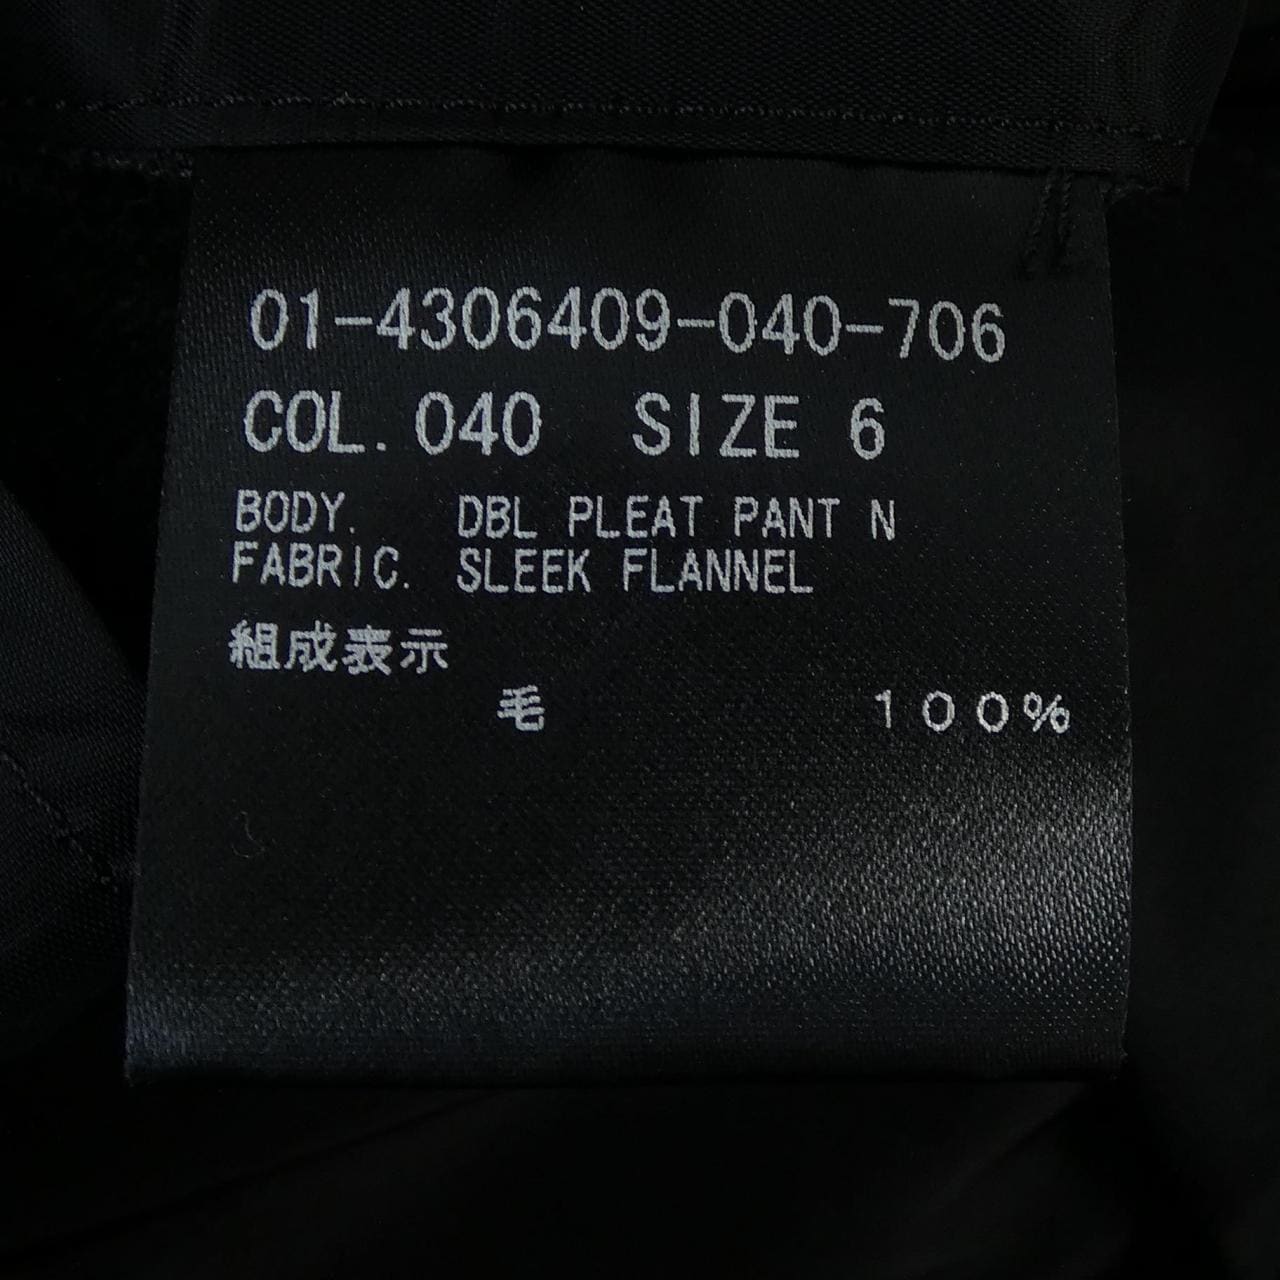 01-4306409-040-706
COL. 040 SIZE 6
BODY. DBL PLEAT PANT N
FABRIC. SLEEK FLANNEL
組成表示
毛 100%